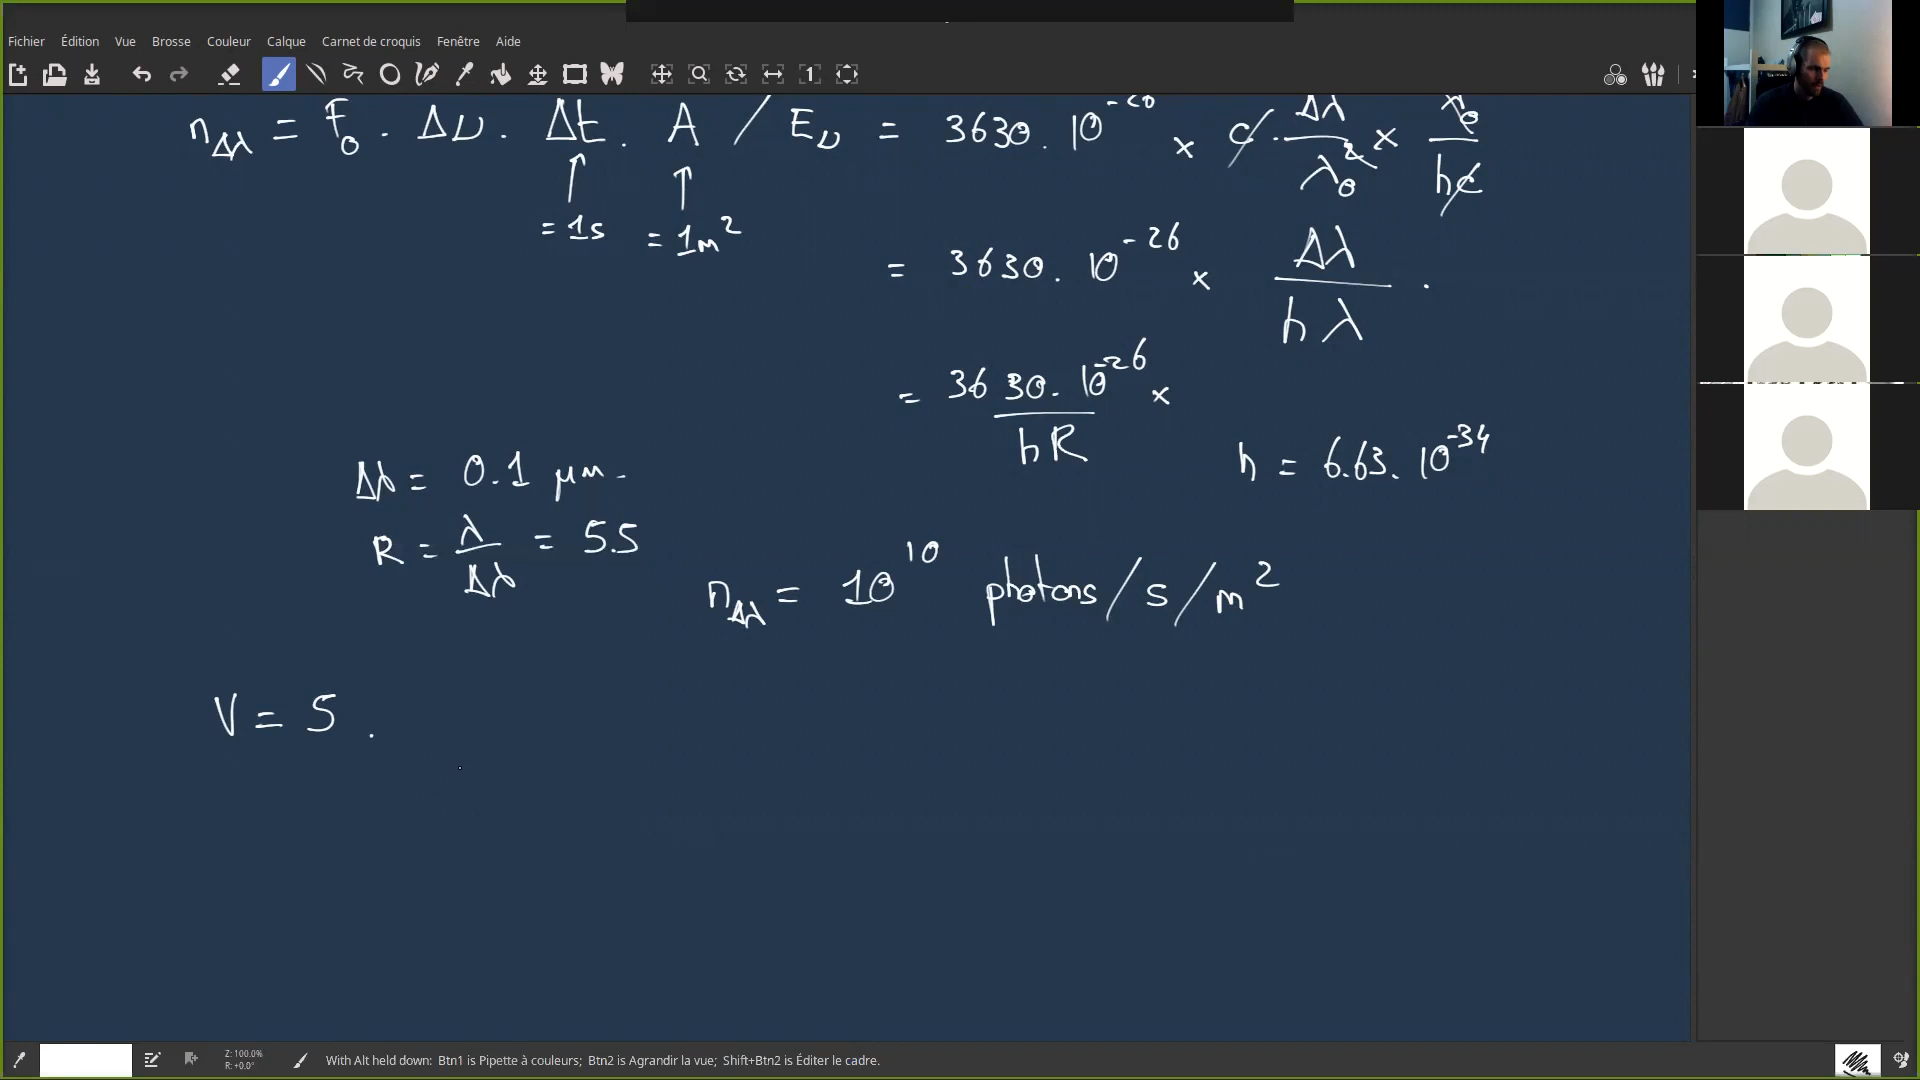 Fichier Édition Vue Brosse Couleur Calque Carnet de croquis Fenêtre Aide
n_Δλ = F_0 . Δν . Δt . A / E_ν = 3630 . 10^-26 × c . Δλ/λ_0^2 × λ_0/hc
= 1s = 1m^2
= 3630 . 10^-26 × Δλ/hλ .
= 3630 . 10^-26/hR ×
h = 6.63 . 10^-34
Δλ = 0.1 μm .
R = λ/Δλ = 5.5
n_Δλ = 10^10 photons/s/m^2
V = 5 .
Z: 100.0%
R: +0.0°
With Alt held down: Btn1 is Pipette à couleurs; Btn2 is Agrandir la vue; Shift+Btn2 is Éditer le cadre.